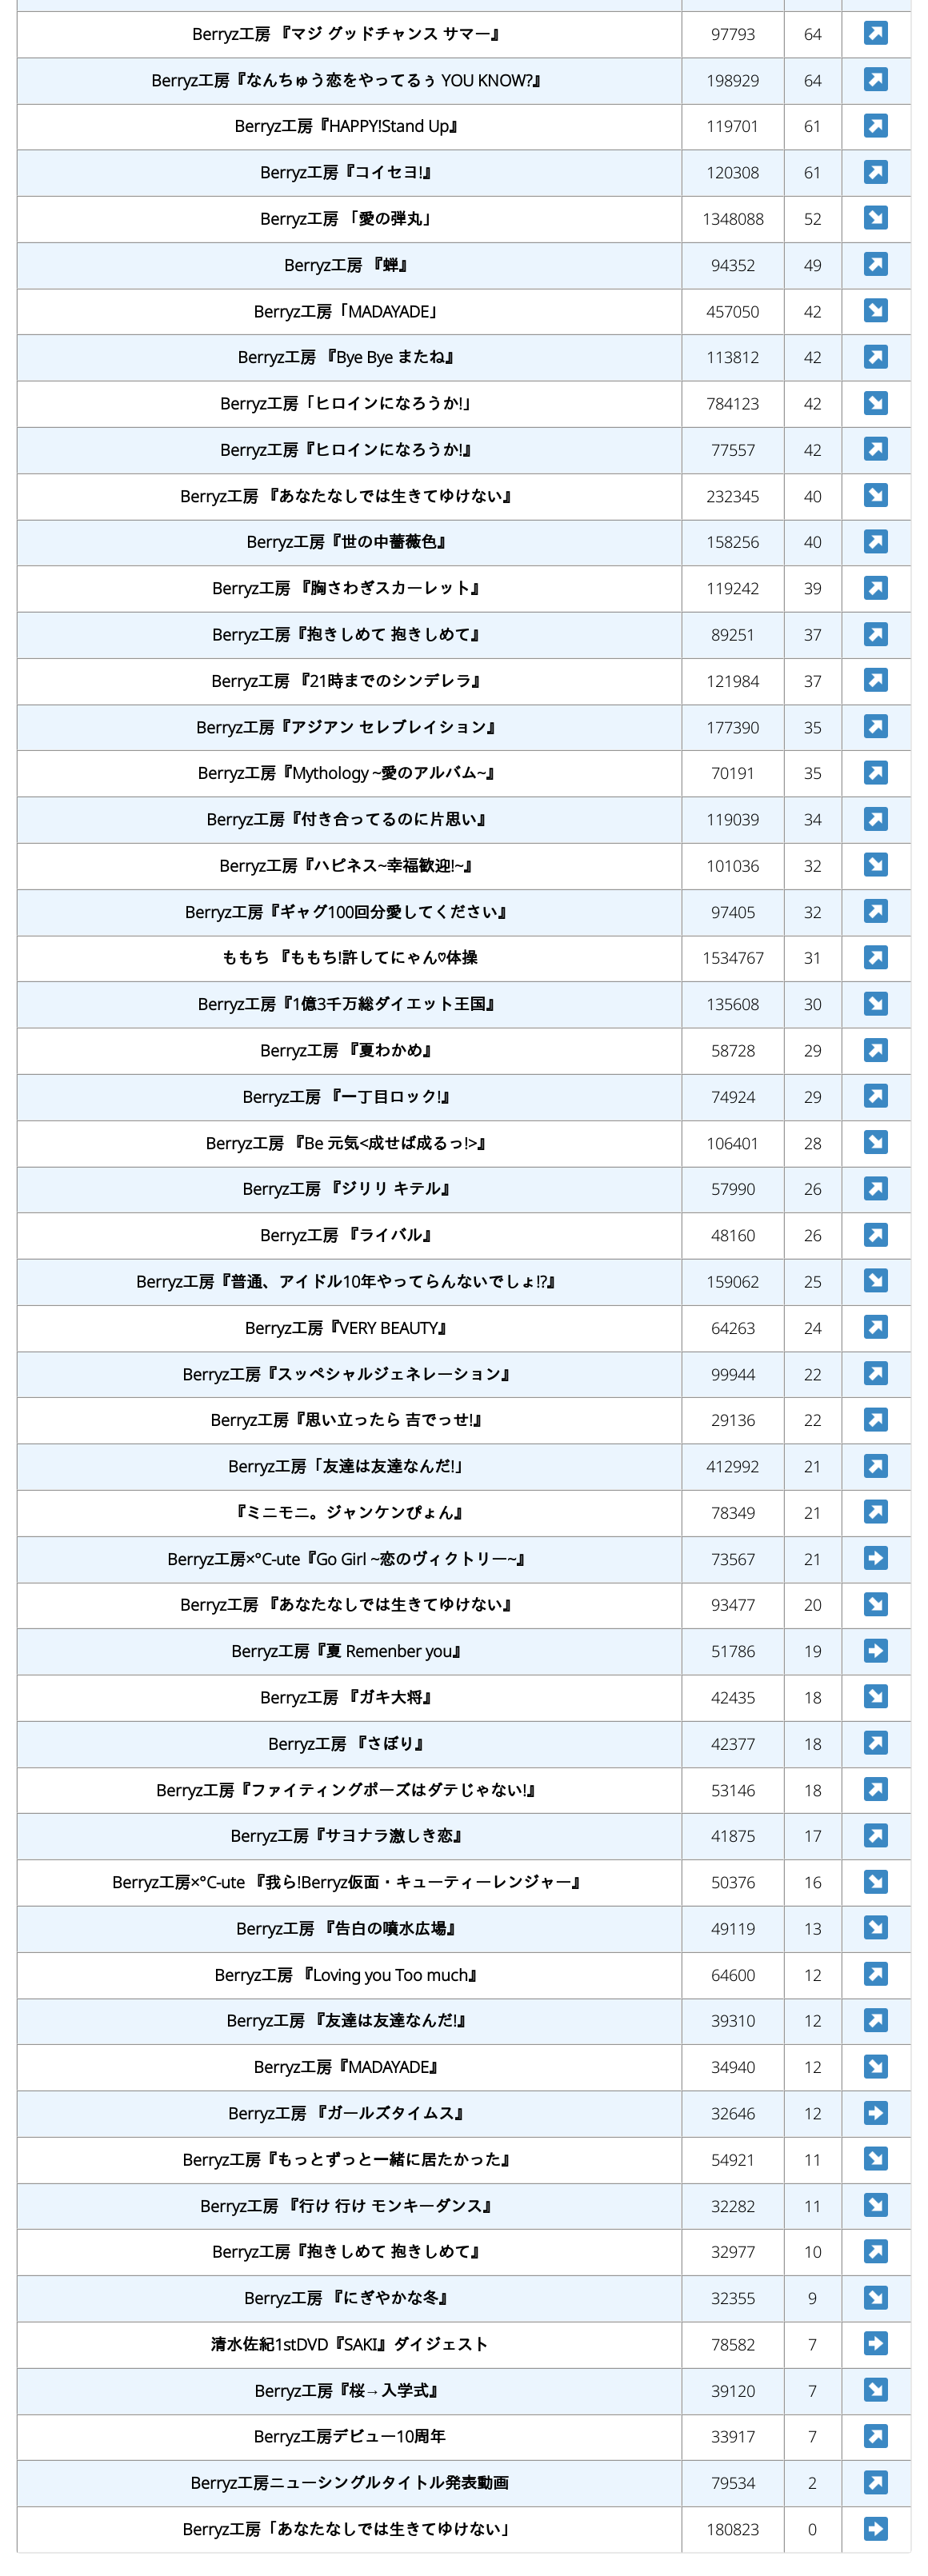 Berryz工房 『マジ グッドチャンス サマー』 97793 64 ↗
Berryz工房『なんちゅう恋をやってるぅ YOU KNOW?』 198929 64 ↗
Berryz工房『HAPPY!Stand Up』 119701 61 ↗
Berryz工房『コイセヨ!』 120308 61 ↗
Berryz工房 「愛の弾丸」 1348088 52 ↘
Berryz工房 『蝉』 94352 49 ↗
Berryz工房「MADAYADE」 457050 42 ↘
Berryz工房 『Bye Bye またね』 113812 42 ↗
Berryz工房「ヒロインになろうか!」 784123 42 ↘
Berryz工房『ヒロインになろうか!』 77557 42 ↗
Berryz工房 『あなたなしでは生きてゆけない』 232345 40 ↘
Berryz工房『世の中薔薇色』 158256 40 ↗
Berryz工房 『胸さわぎスカーレット』 119242 39 ↗
Berryz工房『抱きしめて 抱きしめて』 89251 37 ↗
Berryz工房 『21時までのシンデレラ』 121984 37 ↗
Berryz工房『アジアン セレブレイション』 177390 35 ↗
Berryz工房『Mythology ~愛のアルバム~』 70191 35 ↗
Berryz工房『付き合ってるのに片思い』 119039 34 ↗
Berryz工房『ハピネス~幸福歓迎!~』 101036 32 ↘
Berryz工房『ギャグ100回分愛してください』 97405 32 ↗
ももち 『ももち!許してにゃん♡体操 1534767 31 ↗
Berryz工房『1億3千万総ダイエット王国』 135608 30 ↘
Berryz工房 『夏わかめ』 58728 29 ↗
Berryz工房 『一丁目ロック!』 74924 29 ↗
Berryz工房 『Be 元気<成せば成るっ!>』 106401 28 ↘
Berryz工房 『ジリリ キテル』 57990 26 ↗
Berryz工房 『ライバル』 48160 26 ↗
Berryz工房『普通、アイドル10年やってらんないでしょ!?』 159062 25 ↘
Berryz工房『VERY BEAUTY』 64263 24 ↗
Berryz工房『スッペシャルジェネレーション』 99944 22 ↗
Berryz工房『思い立ったら 吉でっせ!』 29136 22 ↗
Berryz工房「友達は友達なんだ!」 412992 21 ↗
『ミニモニ。ジャンケンぴょん』 78349 21 ↗
Berryz工房×°C-ute『Go Girl ~恋のヴィクトリー~』 73567 21 ➡
Berryz工房 『あなたなしでは生きてゆけない』 93477 20 ↘
Berryz工房『夏 Remenber you』 51786 19 ➡
Berryz工房 『ガキ大将』 42435 18 ↘
Berryz工房 『さぼり』 42377 18 ↗
Berryz工房『ファイティングポーズはダテじゃない!』 53146 18 ↗
Berryz工房『サヨナラ激しき恋』 41875 17 ↗
Berryz工房×°C-ute 『我ら!Berryz仮面・キューティーレンジャー』 50376 16 ↘
Berryz工房 『告白の噴水広場』 49119 13 ↘
Berryz工房 『Loving you Too much』 64600 12 ↗
Berryz工房 『友達は友達なんだ!』 39310 12 ↗
Berryz工房『MADAYADE』 34940 12 ↘
Berryz工房 『ガールズタイムス』 32646 12 ➡
Berryz工房『もっとずっと一緒に居たかった』 54921 11 ↘
Berryz工房 『行け 行け モンキーダンス』 32282 11 ↘
Berryz工房『抱きしめて 抱きしめて』 32977 10 ↗
Berryz工房 『にぎやかな冬』 32355 9 ↘
清水佐紀1stDVD『SAKI』ダイジェスト 78582 7 ➡
Berryz工房『桜→入学式』 39120 7 ↘
Berryz工房デビュー10周年 33917 7 ↗
Berryz工房ニューシングルタイトル発表動画 79534 2 ↗
Berryz工房「あなたなしでは生きてゆけない」 180823 0 ➡